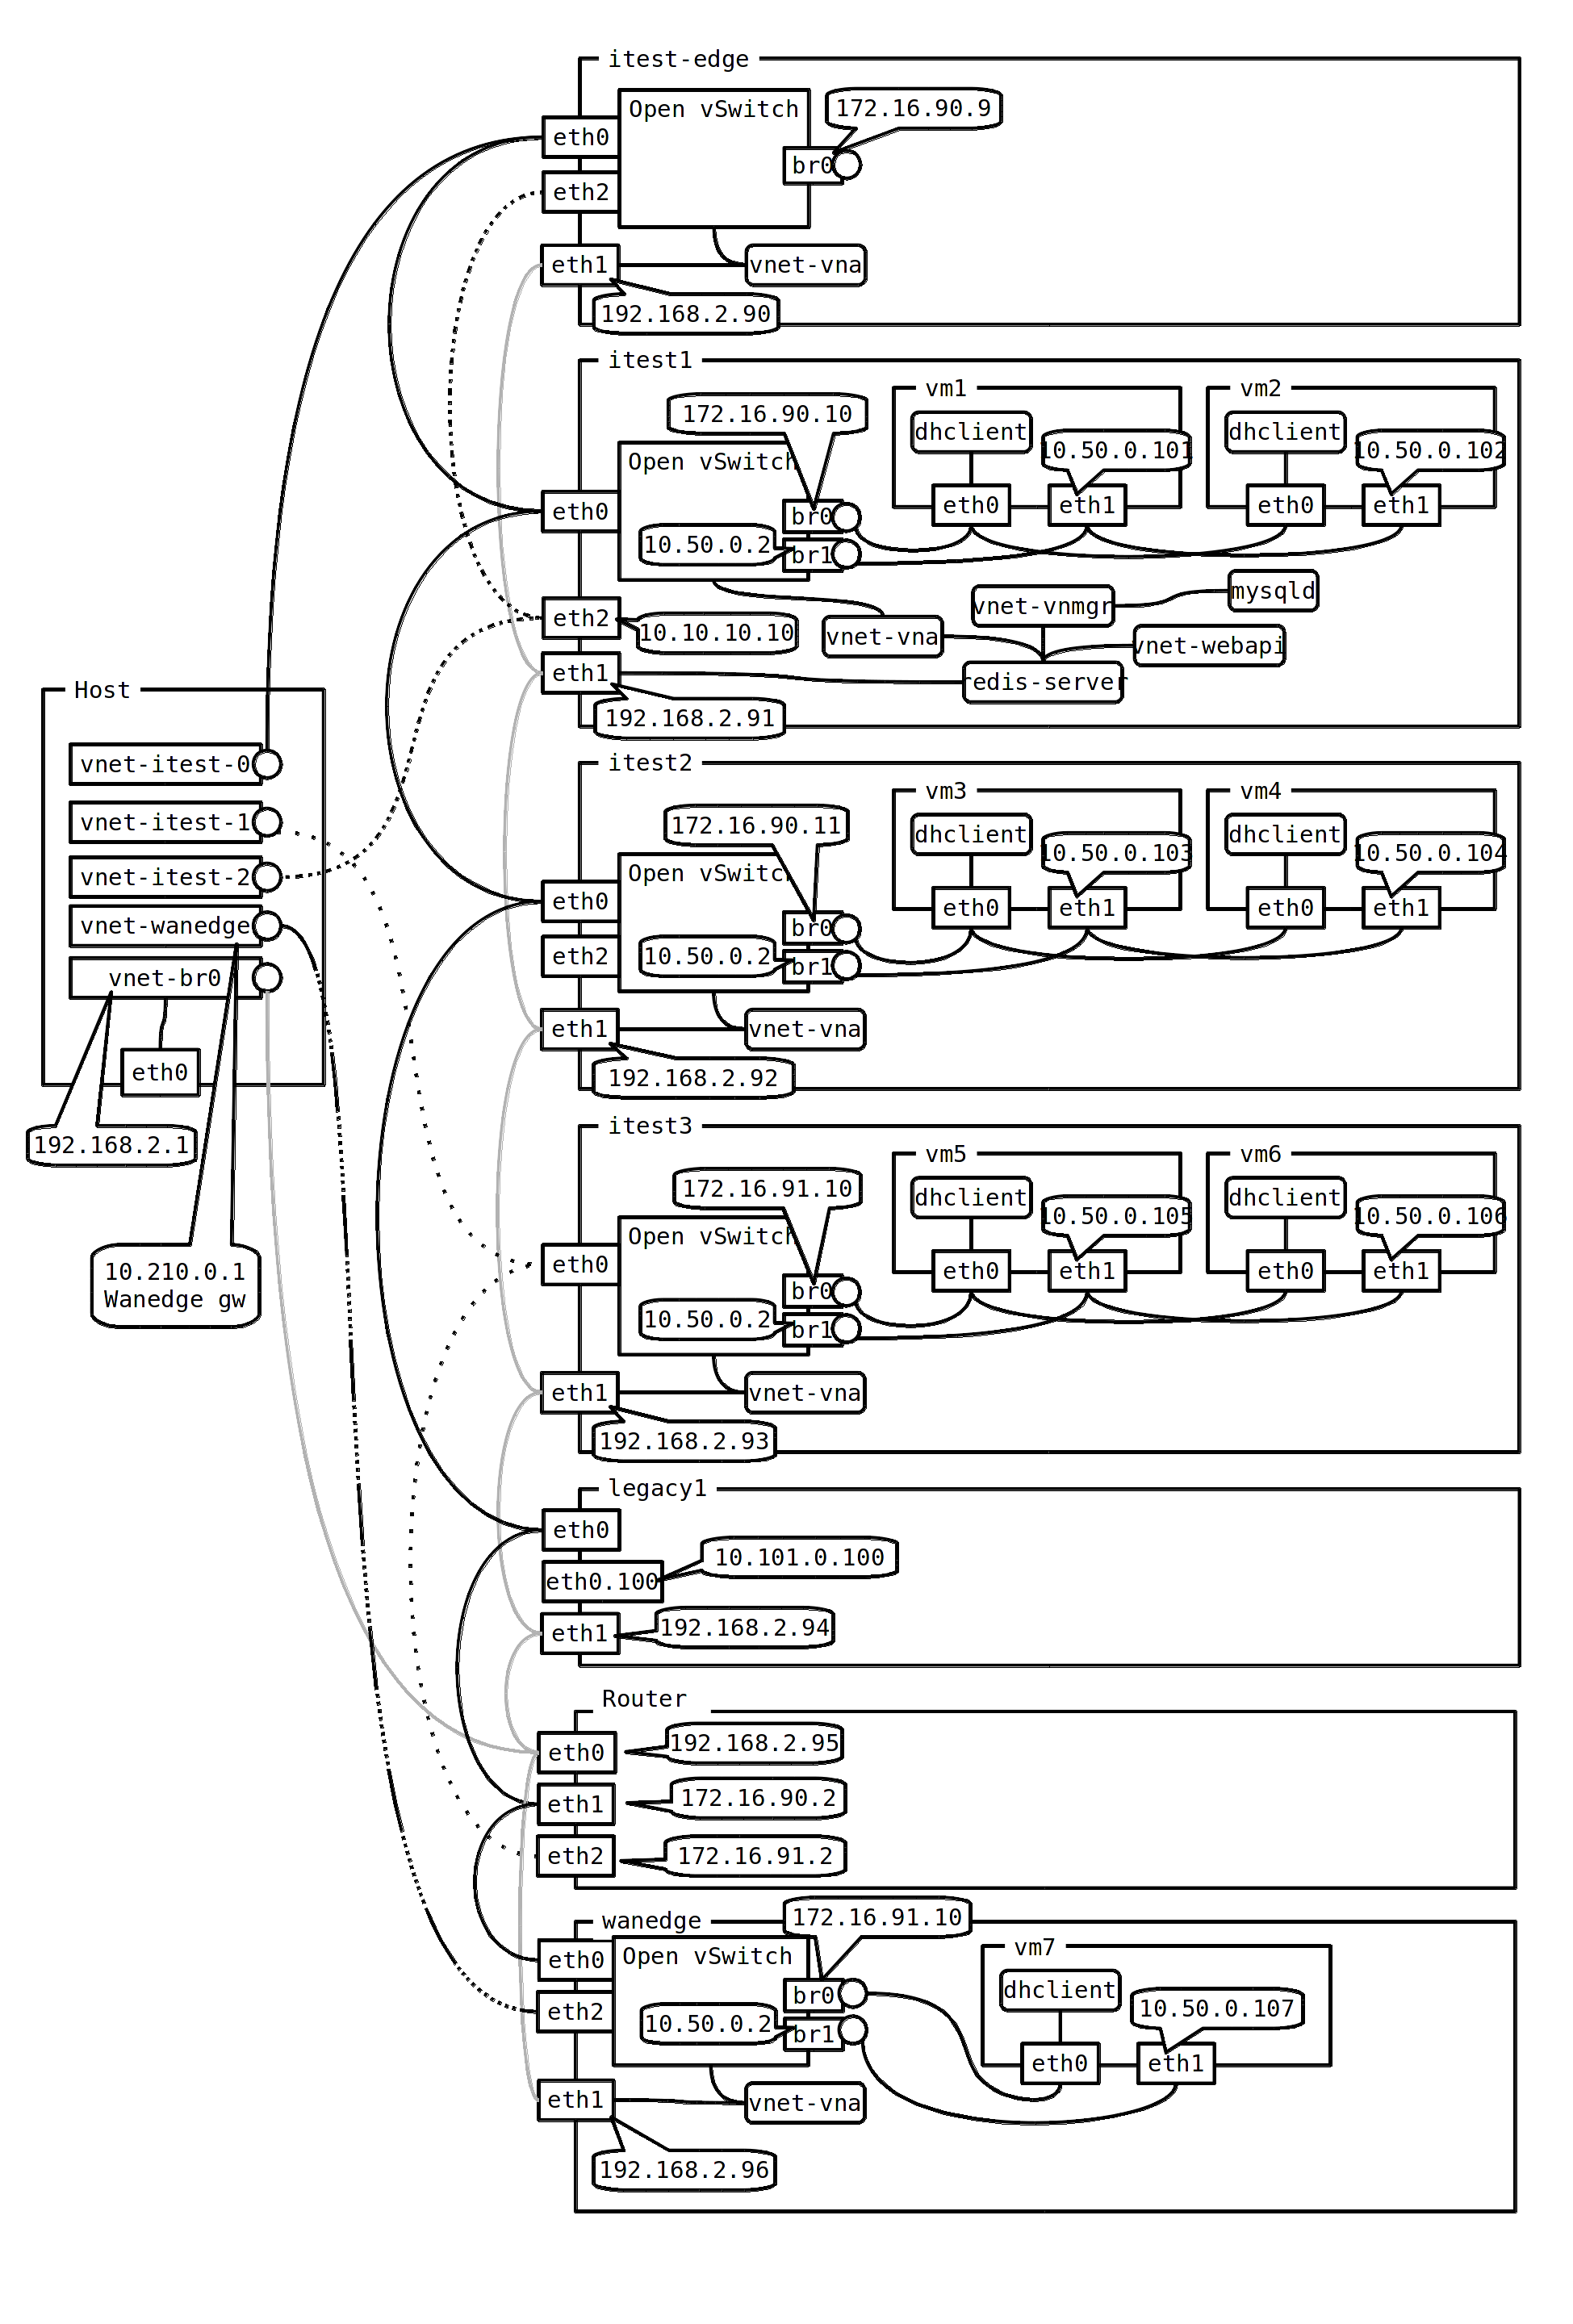 itest-edge
Open vSwitch
172.16.90.9
eth0
br0
eth2
eth1
vnet-vna
192.168.2.90
itest1
vm1
vm2
172.16.90.10
dhclient
10.50.0.101
dhclient
10.50.0.102
Open vSwitch
eth0
br0
eth0
eth1
eth0
eth1
10.50.0.2
br1
mysqld
vnet-vnmgr
eth2
10.10.10.10
vnet-vna
vnet-webapi
eth1
redis-server
192.168.2.91
Host
vnet-itest-0
vnet-itest-1
vnet-itest-2
vnet-wanedge
vnet-br0
eth0
192.168.2.1
10.210.0.1
Wanedge gw
itest2
vm3
vm4
172.16.90.11
dhclient
10.50.0.103
dhclient
10.50.0.104
Open vSwitch
eth0
br0
eth0
eth1
eth0
eth1
eth2
10.50.0.2
br1
eth1
vnet-vna
192.168.2.92
itest3
vm5
vm6
172.16.91.10
dhclient
10.50.0.105
dhclient
10.50.0.106
Open vSwitch
eth0
br0
eth0
eth1
eth0
eth1
10.50.0.2
br1
eth1
vnet-vna
192.168.2.93
legacy1
eth0
10.101.0.100
eth0.100
eth1
192.168.2.94
Router
eth0
192.168.2.95
eth1
172.16.90.2
eth2
172.16.91.2
wanedge
172.16.91.10
eth0
Open vSwitch
vm7
br0
dhclient
10.50.0.107
eth2
10.50.0.2
br1
eth0
eth1
eth1
vnet-vna
192.168.2.96